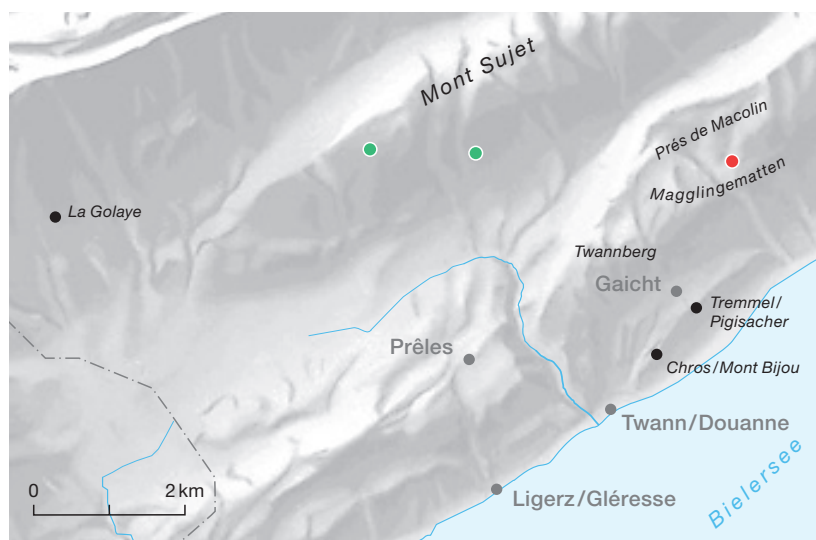 Mont Sujet
Prés de Macolin
Magglingematten
La Golaye
Twannberg
Gaicht
Tremmel/
Pigisacher
Prêles
Chros/Mont Bijou
Twann/Douanne
Ligerz/Gléresse
Bielersee
0 2 km